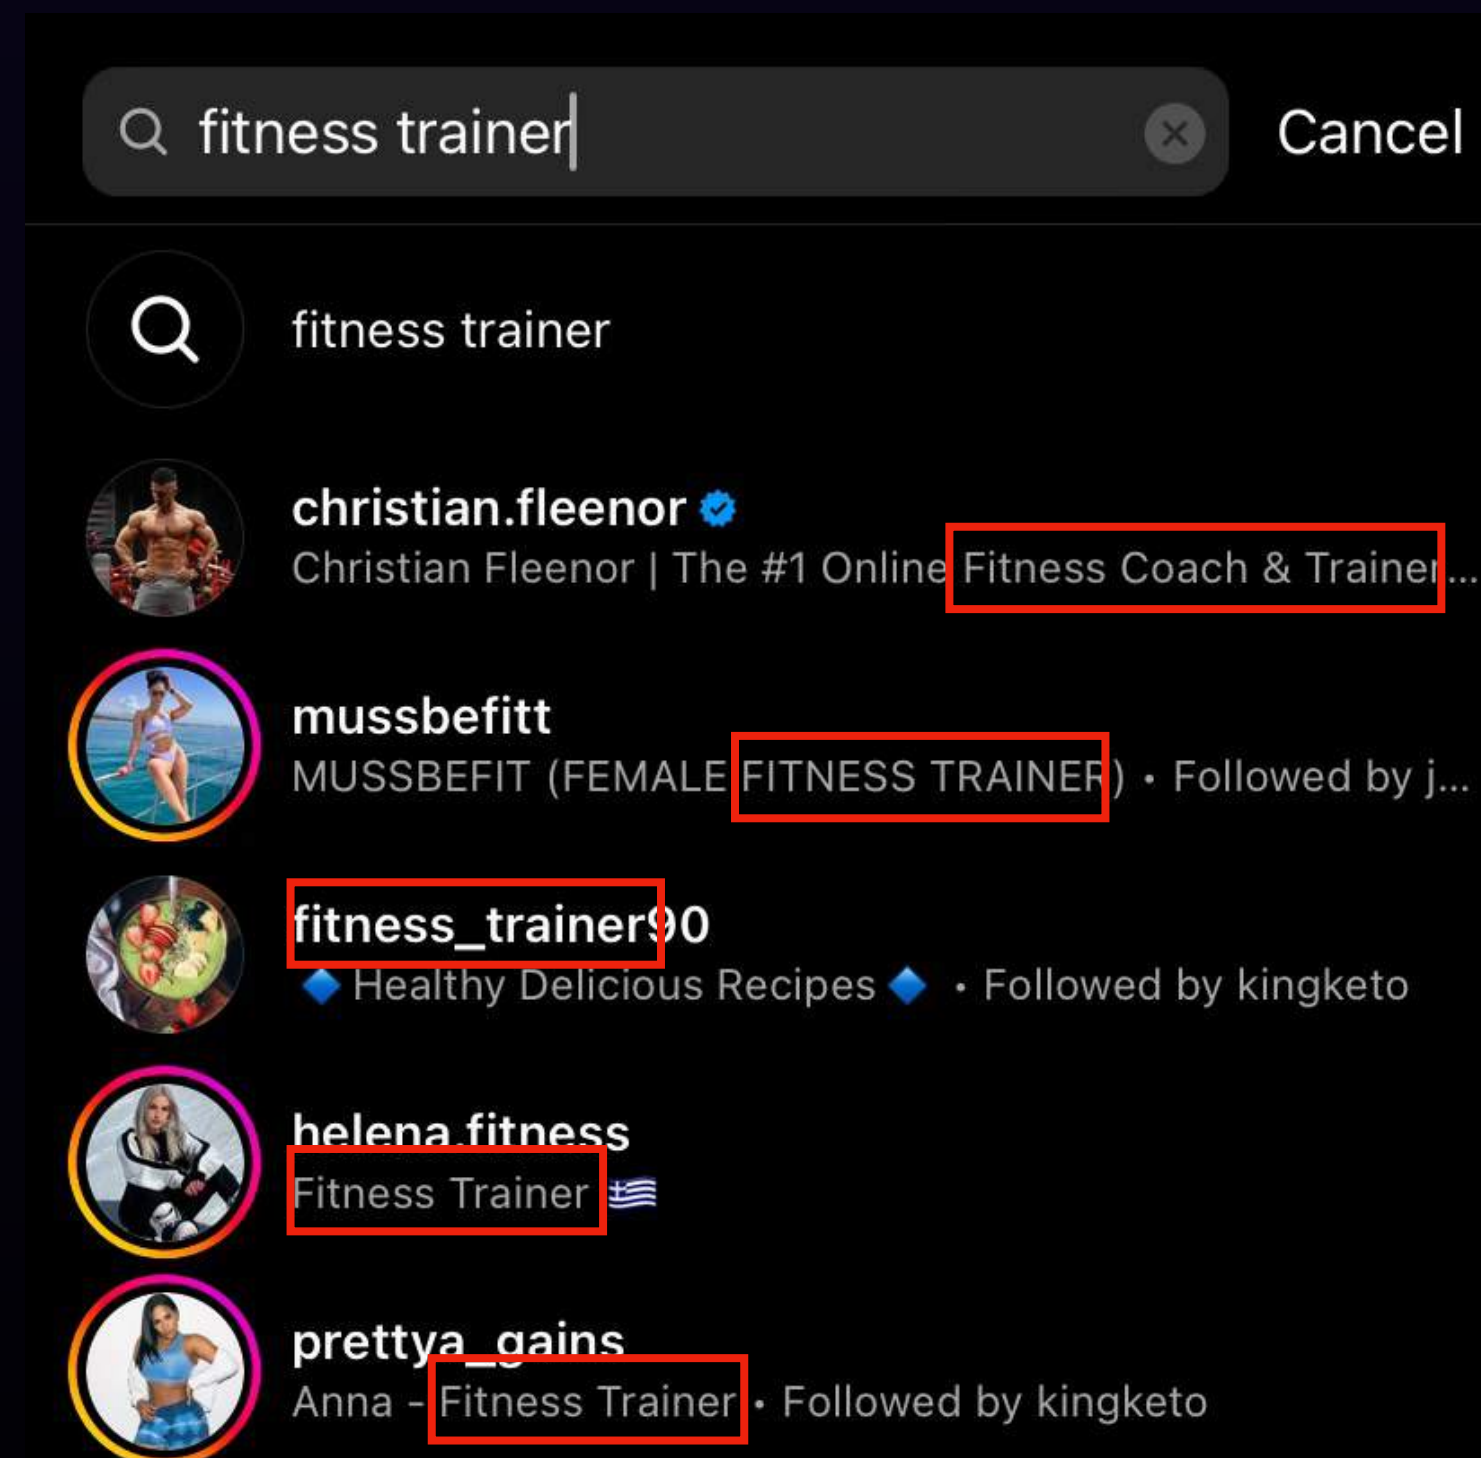 fitness trainer
Cancel
fitness trainer
christian.fleenor
Christian Fleenor | The #1 Online Fitness Coach & Trainer...
mussbefitt
MUSSBEFIT (FEMALE FITNESS TRAINER) • Followed by j...
fitness_trainer90
🔷 Healthy Delicious Recipes 🔷 • Followed by kingketo
helena.fitness
Fitness Trainer 🇬🇷
prettya_gains
Anna - Fitness Trainer • Followed by kingketo